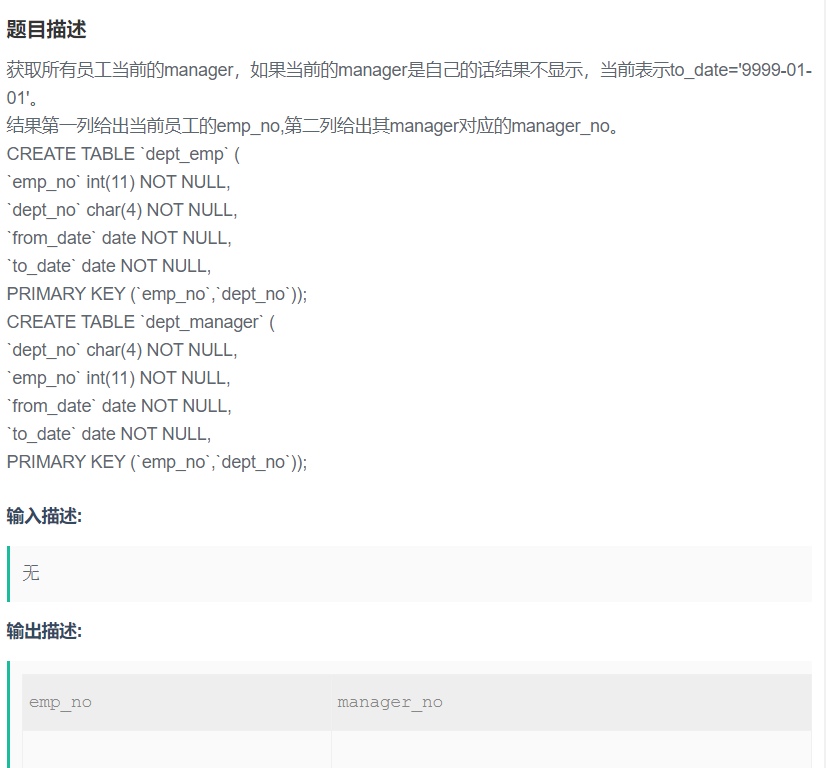 题目描述
获取所有员工当前的manager，如果当前的manager是自己的话结果不显示，当前表示to_date='9999-01-
01'。
结果第一列给出当前员工的emp_no,第二列给出其manager对应的manager_no。
CREATE TABLE `dept_emp` (
`emp_no` int(11) NOT NULL,
`dept_no` char(4) NOT NULL,
`from_date` date NOT NULL,
`to_date` date NOT NULL,
PRIMARY KEY (`emp_no`,`dept_no`));
CREATE TABLE `dept_manager` (
`dept_no` char(4) NOT NULL,
`emp_no` int(11) NOT NULL,
`from_date` date NOT NULL,
`to_date` date NOT NULL,
PRIMARY KEY (`emp_no`,`dept_no`));
输入描述:
无
输出描述:
emp_no manager_no